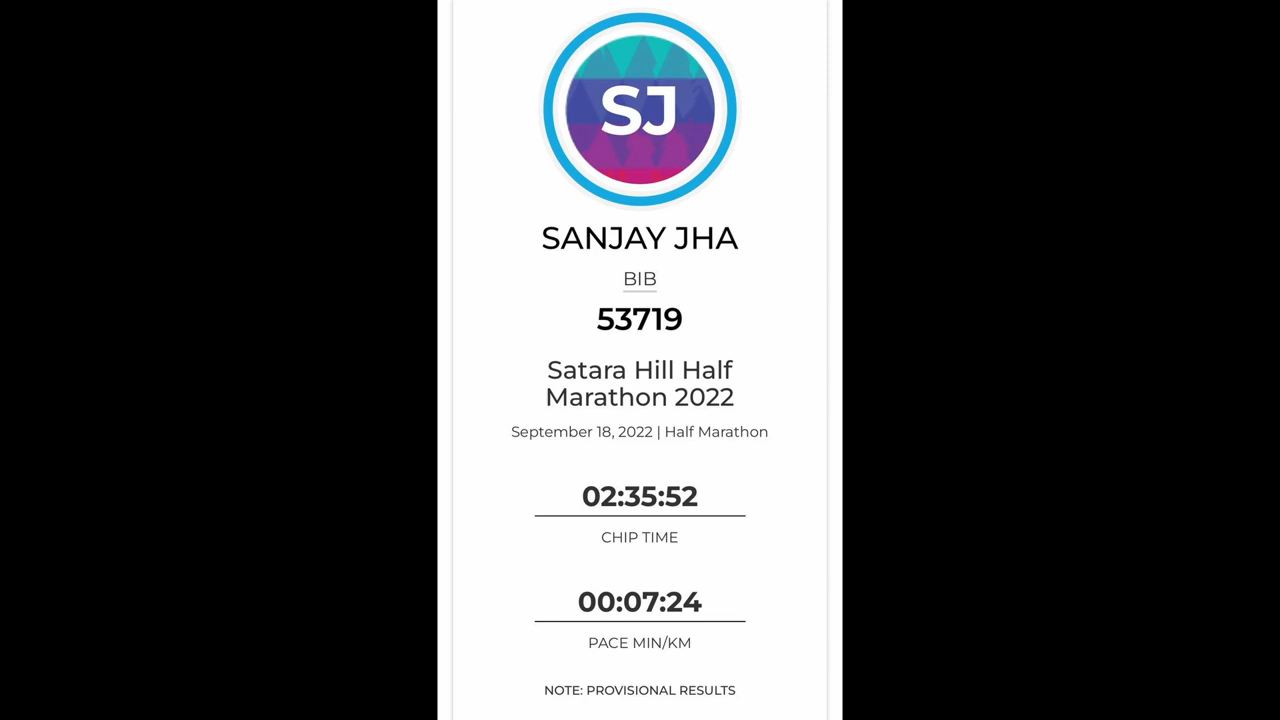 SJ
SANJAY JHA
BIB
53719
Satara Hill Half
Marathon 2022
September 18, 2022 | Half Marathon
02:35:52
CHIP TIME
00:07:24
PACE MIN/KM
NOTE: PROVISIONAL RESULTS